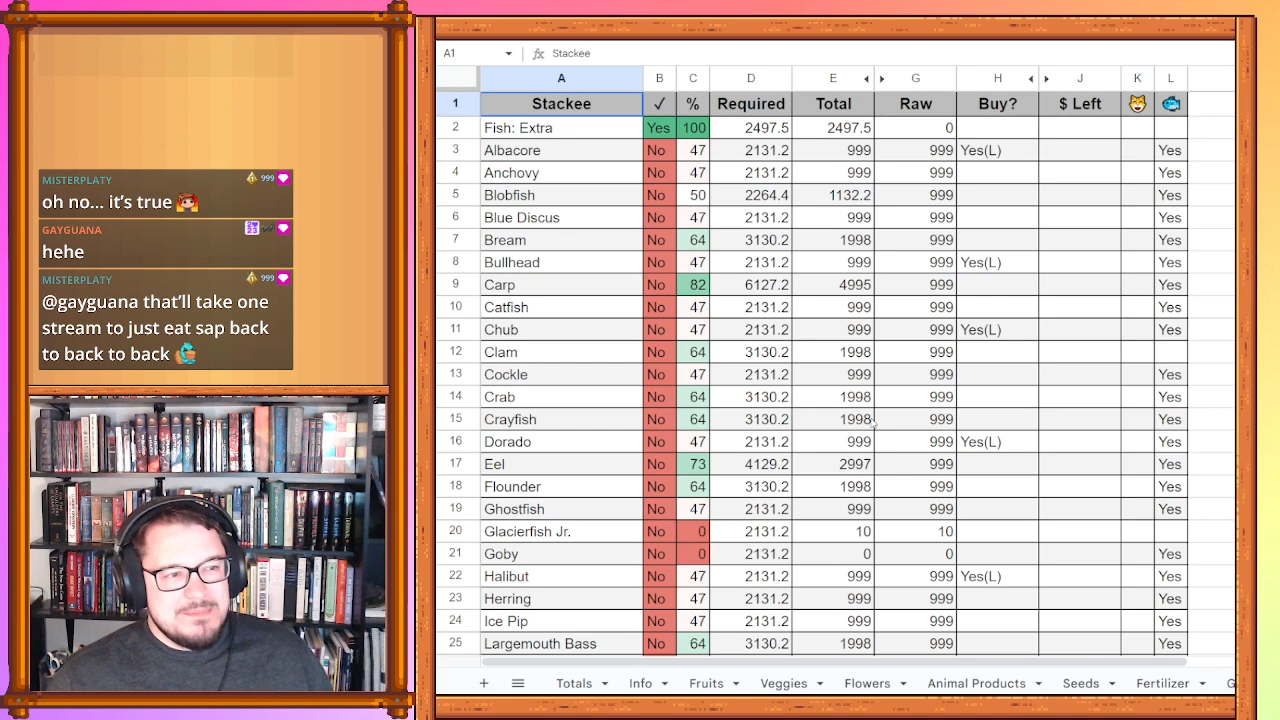 MISTERPLATY 999
oh no... it's true
GAYGUANA
hehe
MISTERPLATY 999
@gayguana that'll take one
stream to just eat sap back
to back to back
A1 fx Stackee
A B C D E G H J K L
1 Stackee ✓ % Required Total Raw Buy? $ Left
2 Fish: Extra Yes 100 2497.5 2497.5 0
3 Albacore No 47 2131.2 999 999 Yes(L) Yes
4 Anchovy No 47 2131.2 999 999 Yes
5 Blobfish No 50 2264.4 1132.2 999 Yes
6 Blue Discus No 47 2131.2 999 999 Yes
7 Bream No 64 3130.2 1998 999 Yes
8 Bullhead No 47 2131.2 999 999 Yes(L) Yes
9 Carp No 82 6127.2 4995 999 Yes
10 Catfish No 47 2131.2 999 999 Yes
11 Chub No 47 2131.2 999 999 Yes(L) Yes
12 Clam No 64 3130.2 1998 999
13 Cockle No 47 2131.2 999 999 Yes
14 Crab No 64 3130.2 1998 999 Yes
15 Crayfish No 64 3130.2 1998 999 Yes
16 Dorado No 47 2131.2 999 999 Yes(L) Yes
17 Eel No 73 4129.2 2997 999 Yes
18 Flounder No 64 3130.2 1998 999 Yes
19 Ghostfish No 47 2131.2 999 999 Yes
20 Glacierfish Jr. No 0 2131.2 10 10
21 Goby No 0 2131.2 0 0 Yes
22 Halibut No 47 2131.2 999 999 Yes(L) Yes
23 Herring No 47 2131.2 999 999 Yes
24 Ice Pip No 47 2131.2 999 999 Yes
25 Largemouth Bass No 64 3130.2 1998 999 Yes
+ Totals Info Fruits Veggies Flowers Animal Products Seeds Fertilizer